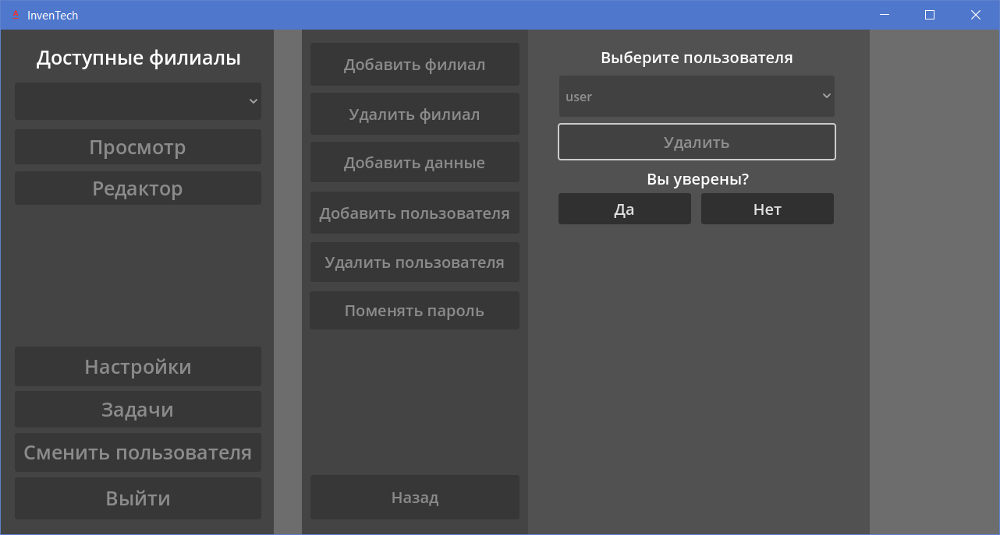 InvenTech
Доступные филиалы
Просмотр
Редактор
Настройки
Задачи
Сменить пользователя
Выйти
Добавить филиал
Удалить филиал
Добавить данные
Добавить пользователя
Удалить пользователя
Поменять пароль
Назад
Выберите пользователя
user
Удалить
Вы уверены?
Да Нет